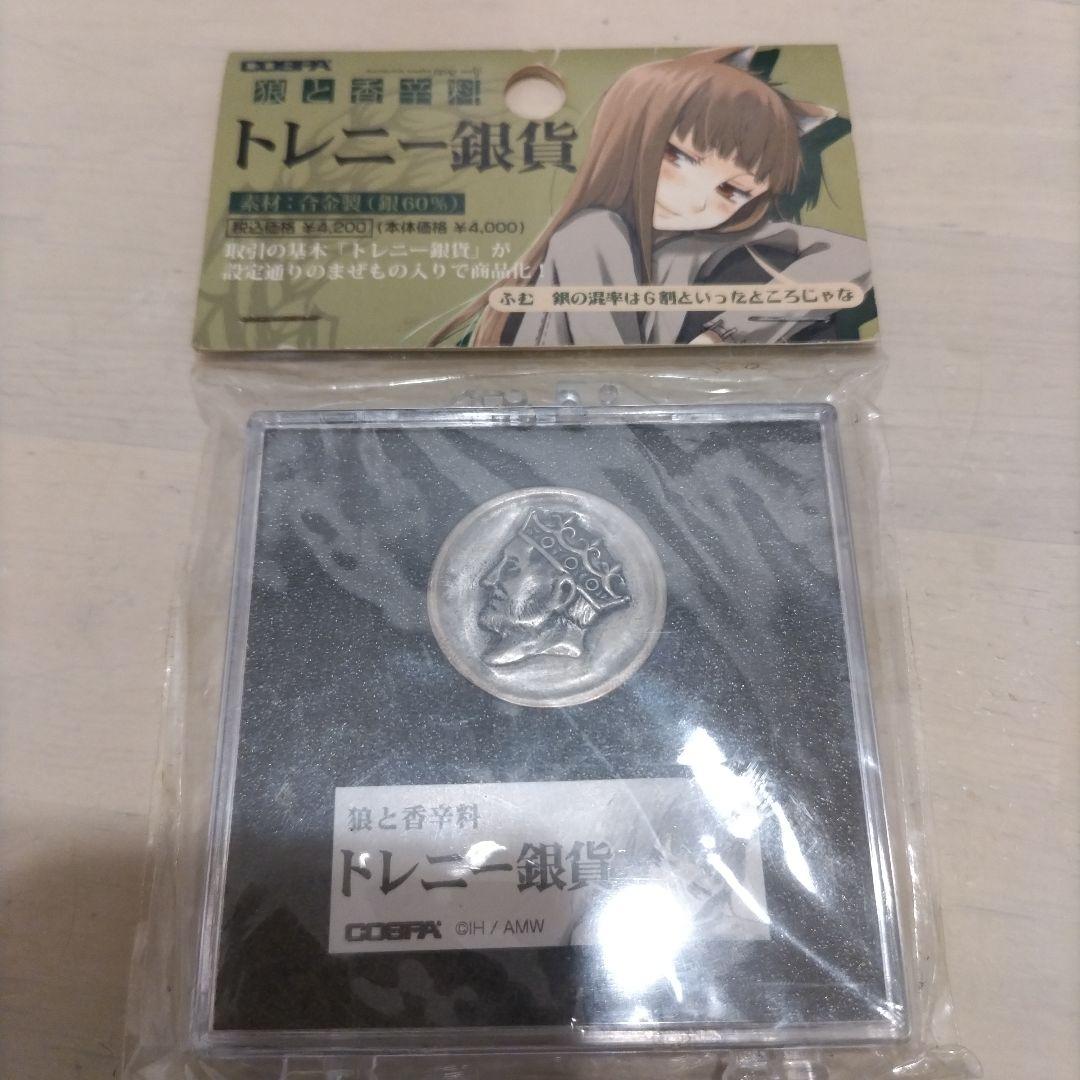 COSPA
狼と香辛料
トレニー銀貨
素材：合金製（銀60％）
税込価格 ¥4,200 (本体価格 ¥4,000)
取引の基本「トレニー銀貨」が
設定通りのまぜもの入りで商品化！
ふむ　銀の混率は6割といったところじゃな
狼と香辛料
トレニー銀貨
COSPA ©IH / AMW